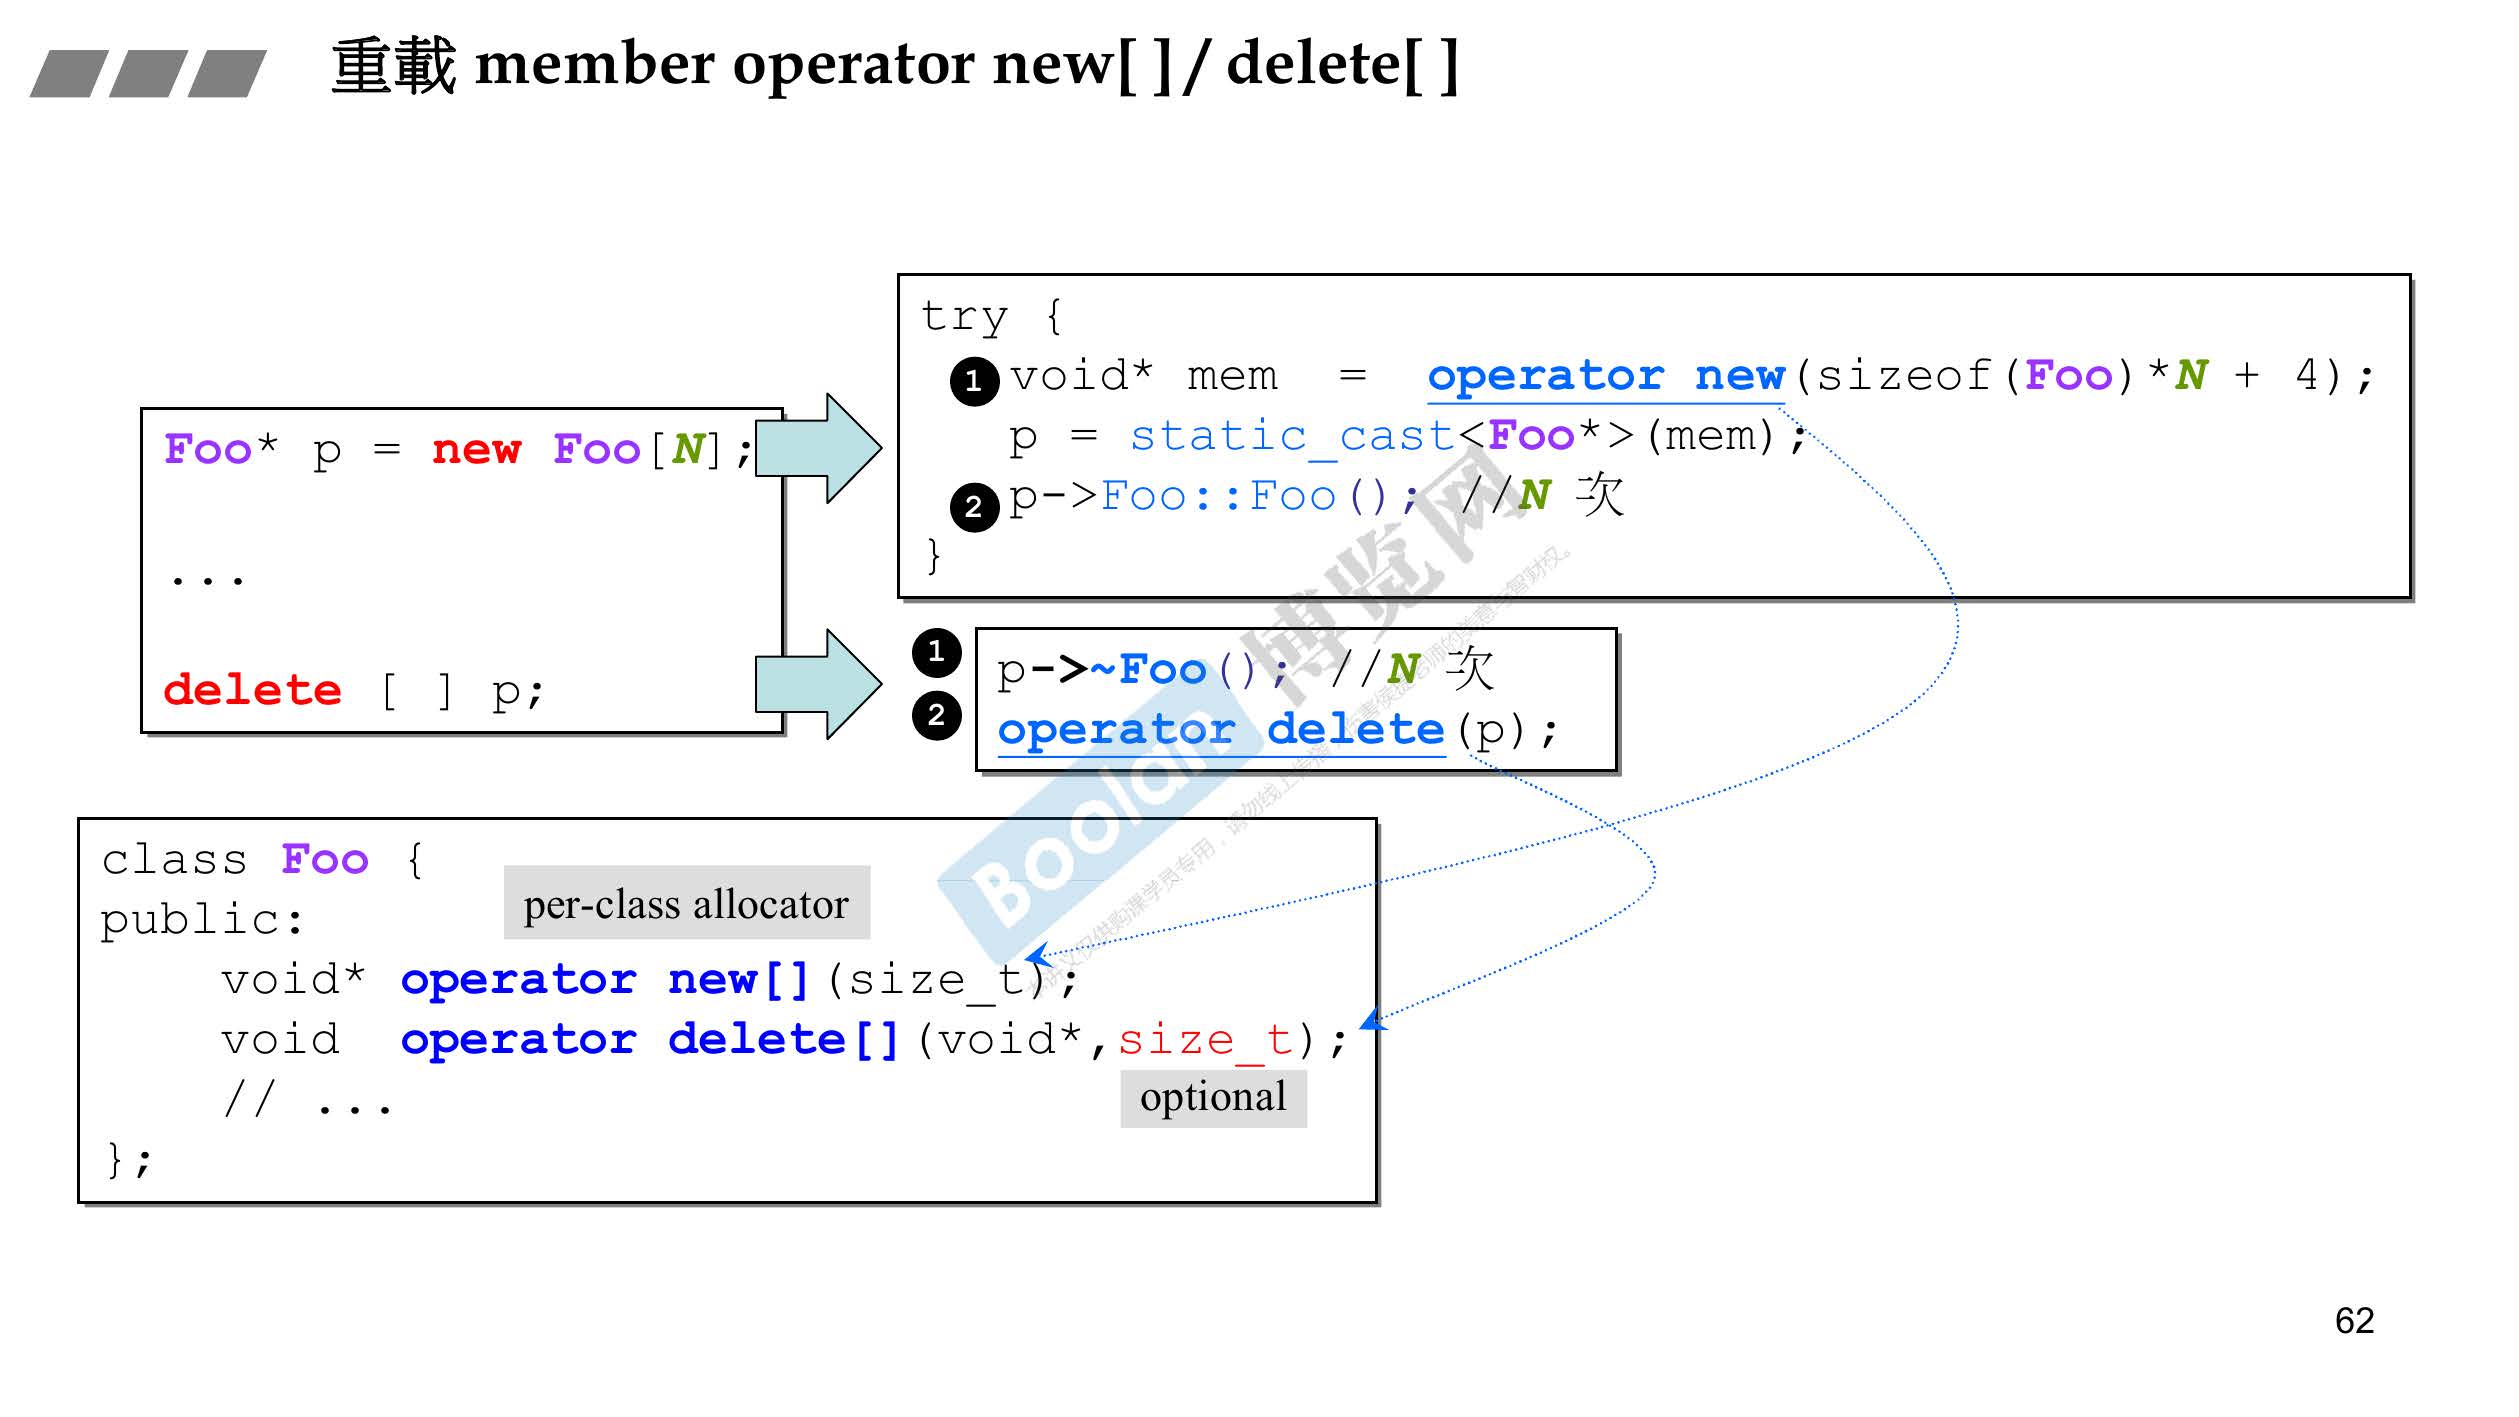 重載 member operator new[ ] / delete[ ]
Foo* p = new Foo[N];
...
delete [ ] p;
try {
❶ void* mem = operator new(sizeof(Foo)*N + 4);
p = static_cast<Foo*>(mem);
❷ p->Foo::Foo(); //N 次
}
❶ p->~Foo(); //N 次
❷ operator delete(p);
class Foo {
per-class allocator
public:
void* operator new[](size_t);
void operator delete[](void*,size_t);
optional
// ...
};
Boolan 博览网
62